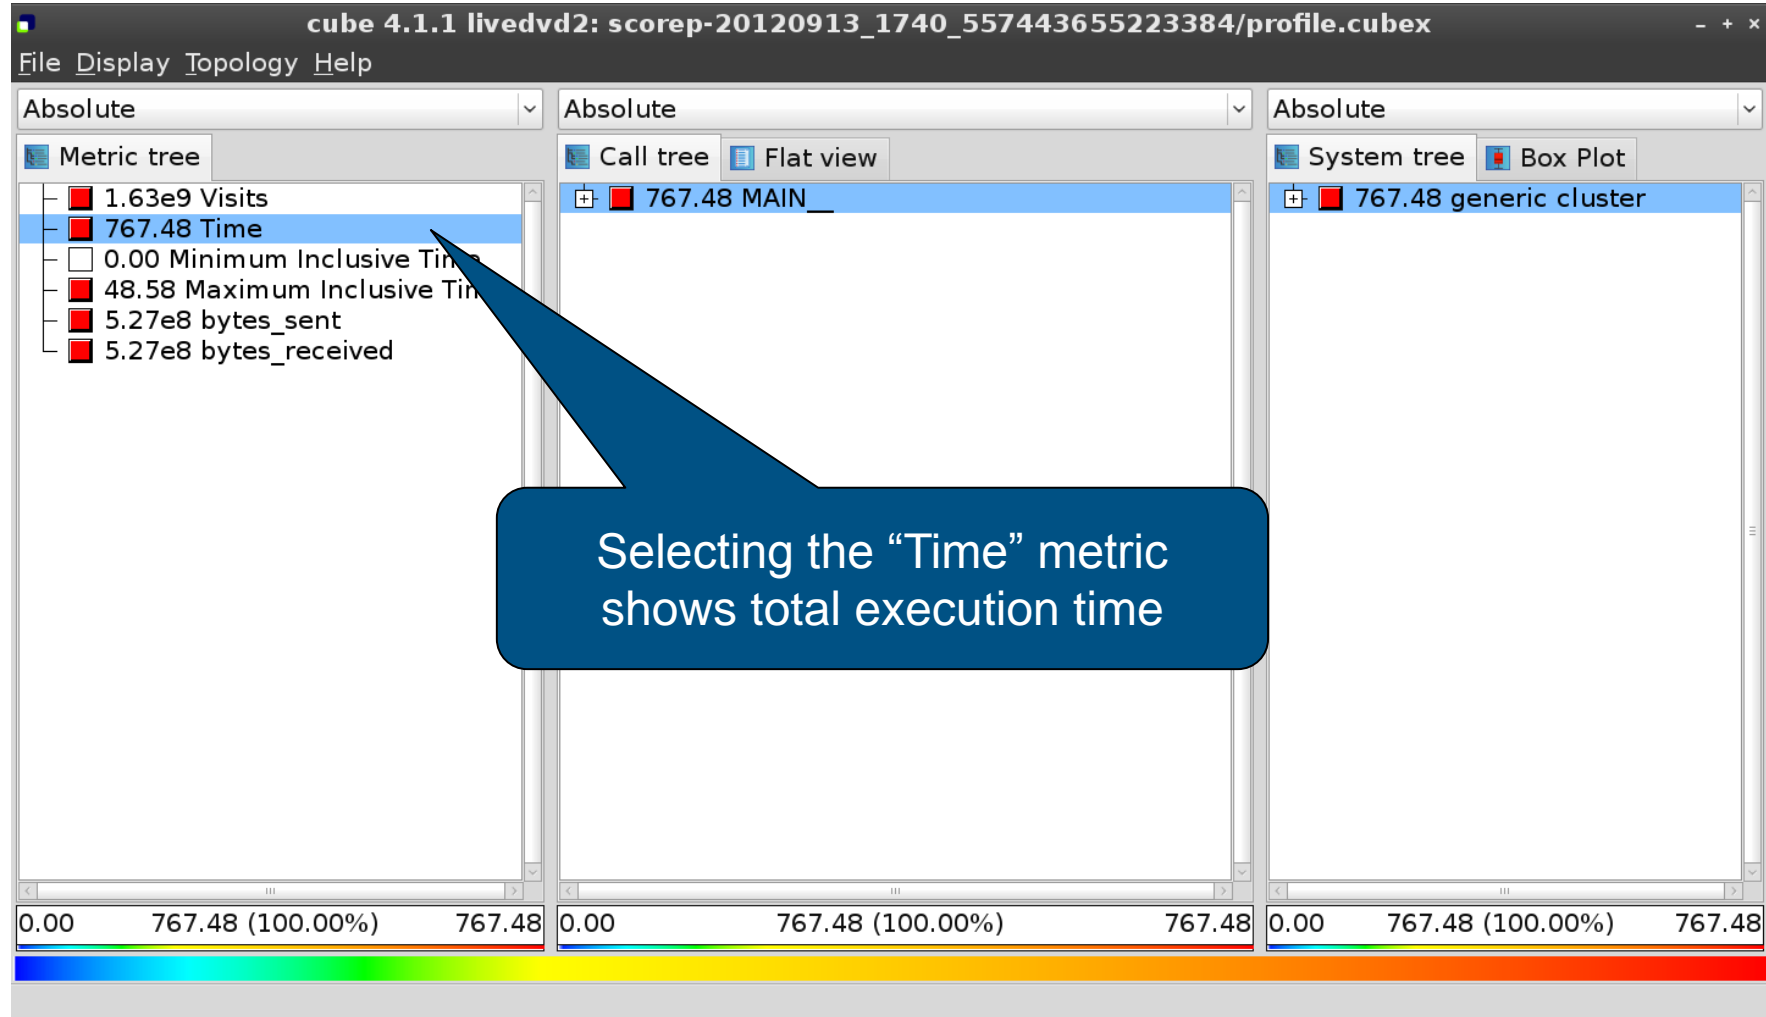 cube 4.1.1 livedvd2: scorep-20120913_1740_557443655223384/profile.cubex
File Display Topology Help
Absolute
Absolute
Absolute
Metric tree
Call tree
Flat view
System tree
Box Plot
1.63e9 Visits
767.48 Time
0.00 Minimum Inclusive Time
48.58 Maximum Inclusive Tim
5.27e8 bytes_sent
5.27e8 bytes_received
767.48 MAIN__
767.48 generic cluster
Selecting the “Time” metric
shows total execution time
0.00 767.48 (100.00%) 767.48
0.00 767.48 (100.00%) 767.48
0.00 767.48 (100.00%) 767.48